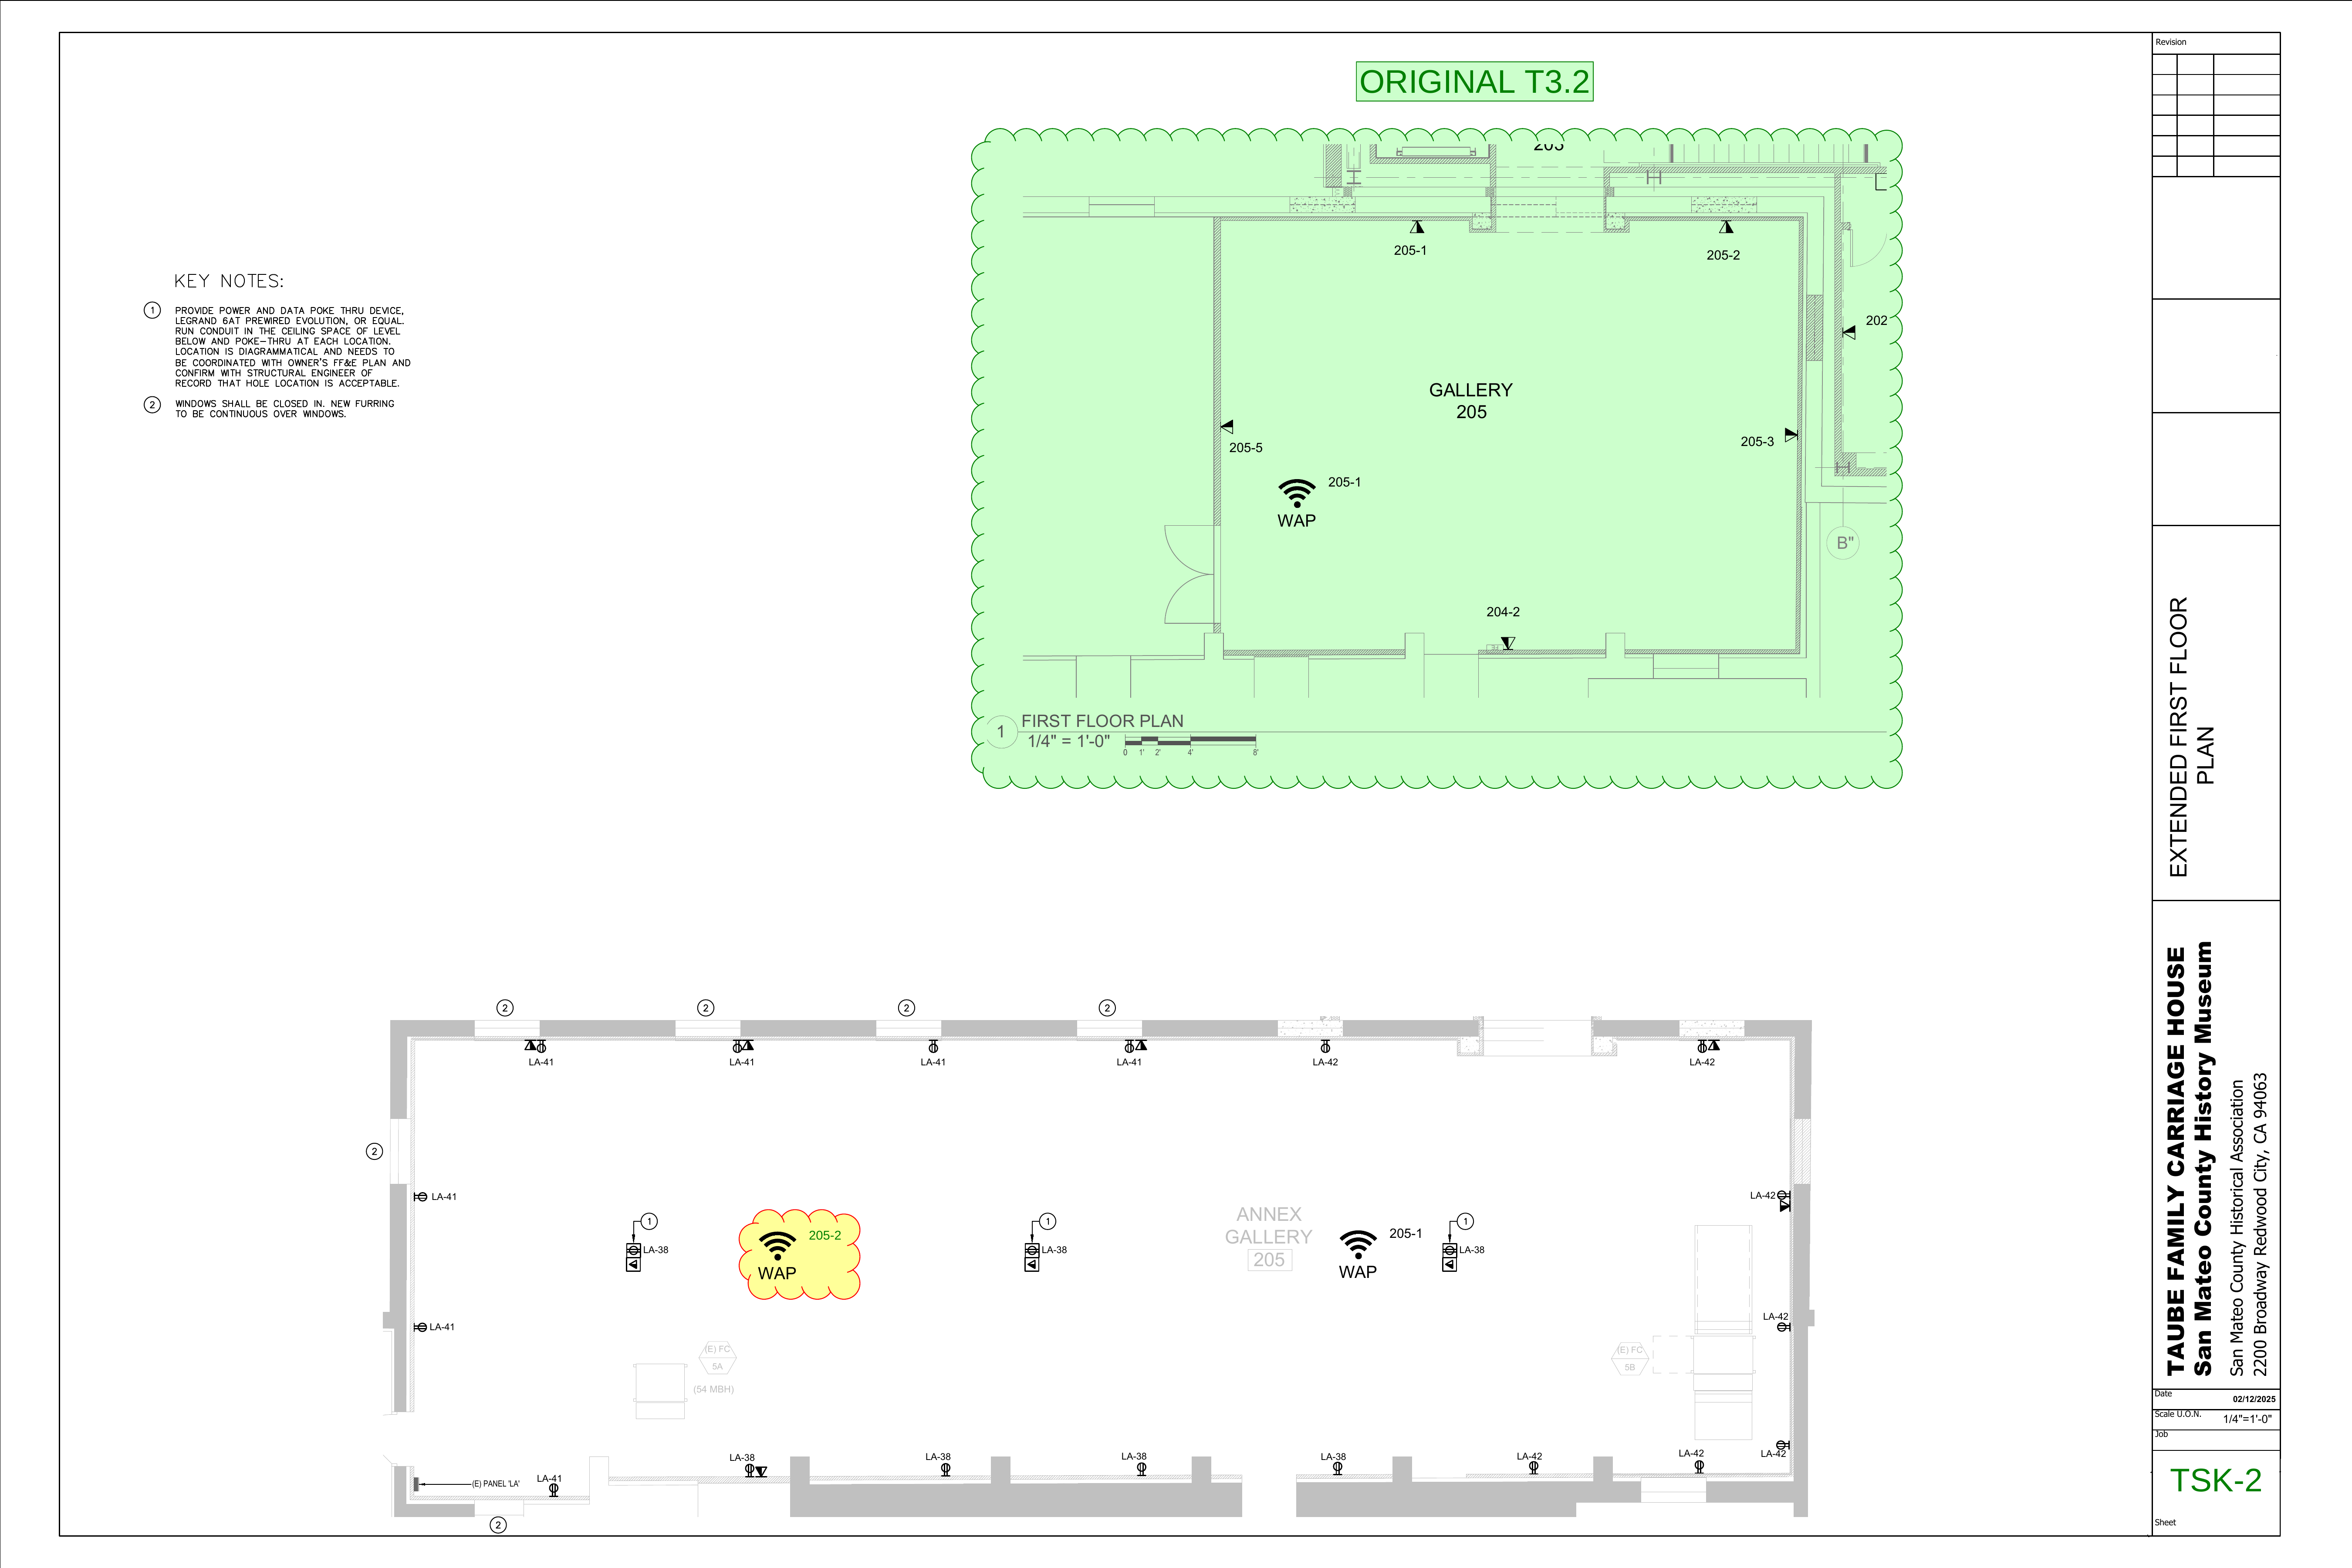 Revision
ORIGINAL T3.2
205-1
205-2
202
KEY NOTES:
1 PROVIDE POWER AND DATA POKE THRU DEVICE,
LEGRAND 6AT PREWIRED EVOLUTION, OR EQUAL.
RUN CONDUIT IN THE CEILING SPACE OF LEVEL
BELOW AND POKE-THRU AT EACH LOCATION.
LOCATION IS DIAGRAMMATICAL AND NEEDS TO
BE COORDINATED WITH OWNER'S FF&E PLAN AND
CONFIRM WITH STRUCTURAL ENGINEER OF
RECORD THAT HOLE LOCATION IS ACCEPTABLE.
2 WINDOWS SHALL BE CLOSED IN. NEW FURRING
TO BE CONTINUOUS OVER WINDOWS.
GALLERY
205
205-5
205-3
205-1
WAP
B"
204-2
1 FIRST FLOOR PLAN
1/4" = 1'-0"
0 1' 2' 4' 8'
2 2 2 2
LA-41 LA-41 LA-41 LA-41 LA-42 LA-42
2
LA-41
LA-42
1 1 1
LA-38 LA-38 LA-38
205-2
WAP
ANNEX
GALLERY
205
205-1
WAP
LA-41
LA-42
(E) FC
5A
(54 MBH)
(E) FC
5B
LA-38 LA-38 LA-38 LA-38 LA-42 LA-42 LA-42
(E) PANEL 'LA'
LA-41
2
EXTENDED FIRST FLOOR
PLAN
TAUBE FAMILY CARRIAGE HOUSE
San Mateo County History Museum
San Mateo County Historical Association
2200 Broadway Redwood City, CA 94063
Date
02/12/2025
Scale U.O.N.
1/4"=1'-0"
Job
TSK-2
Sheet